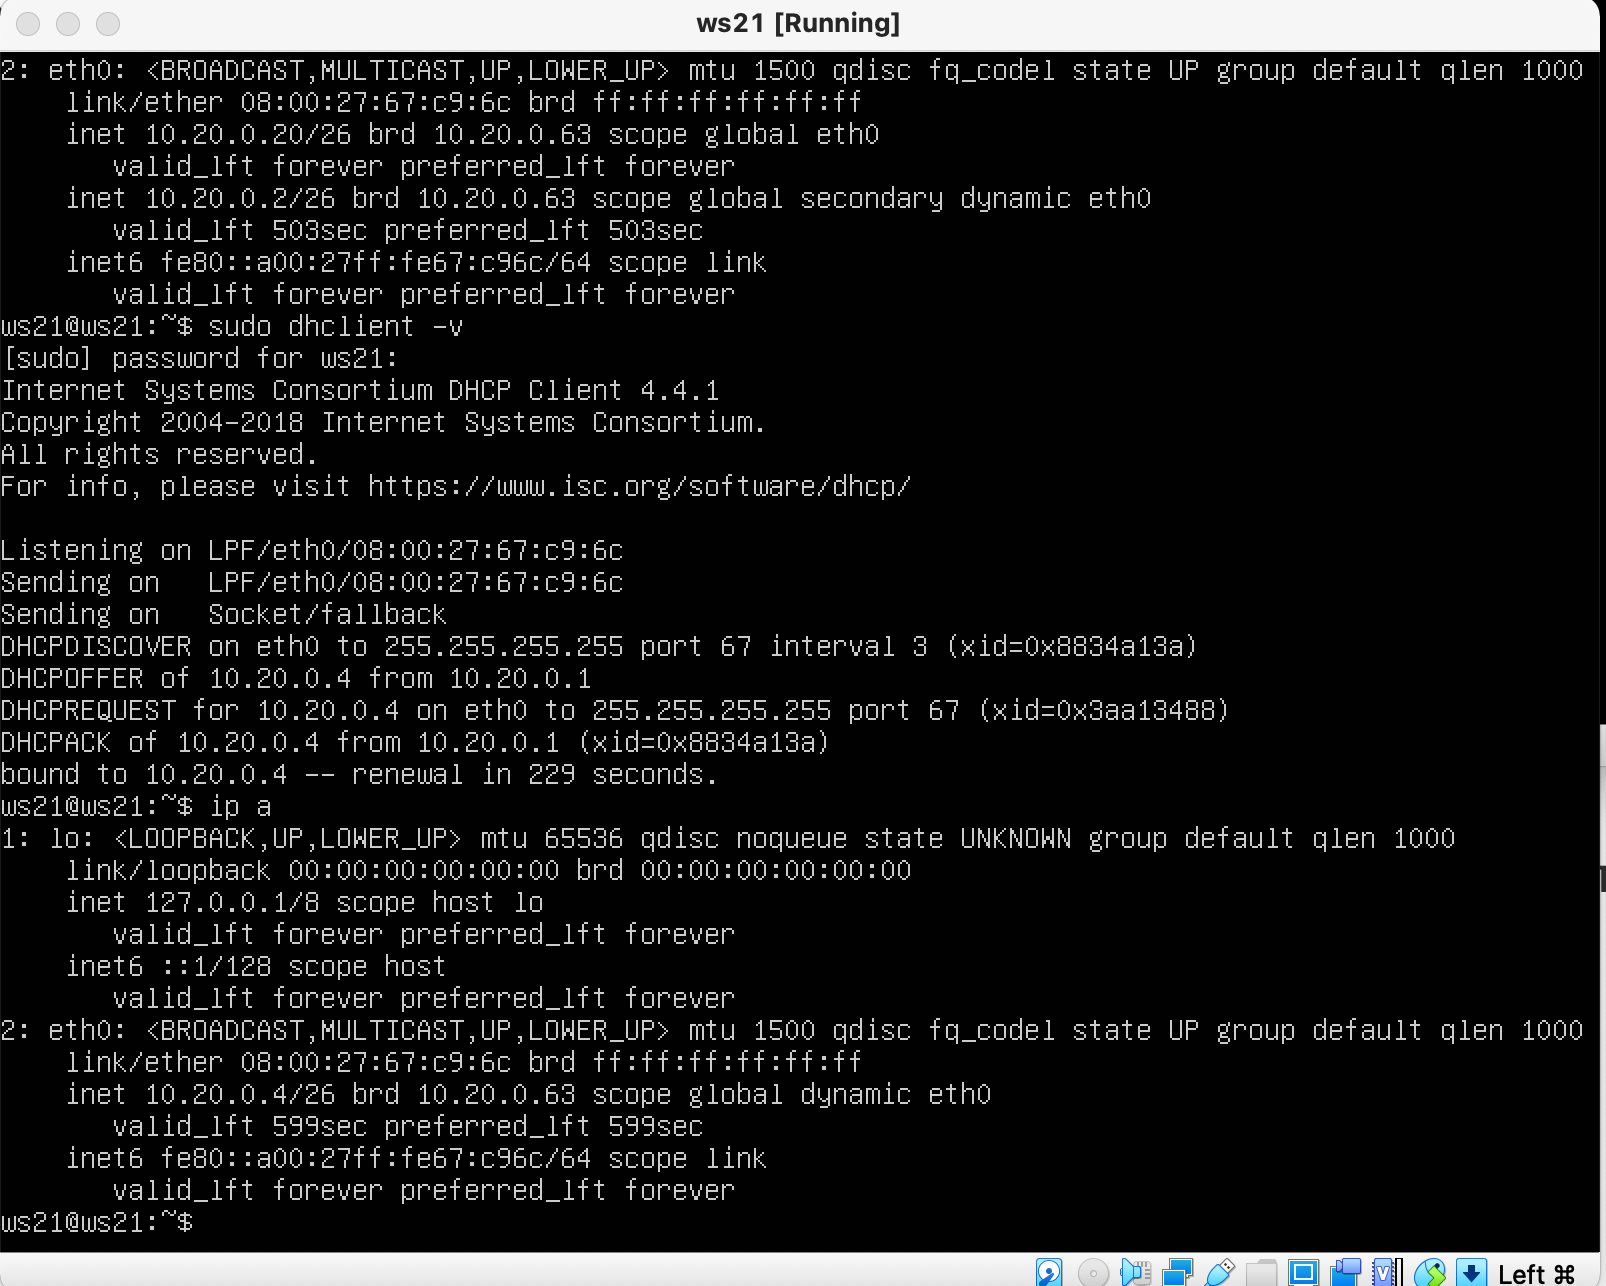 ws21 [Running]
2: eth0: <BROADCAST,MULTICAST,UP,LOWER_UP> mtu 1500 qdisc fq_codel state UP group default qlen 1000
    link/ether 08:00:27:67:c9:6c brd ff:ff:ff:ff:ff:ff
    inet 10.20.0.20/26 brd 10.20.0.63 scope global eth0
       valid_lft forever preferred_lft forever
    inet 10.20.0.2/26 brd 10.20.0.63 scope global secondary dynamic eth0
       valid_lft 503sec preferred_lft 503sec
    inet6 fe80::a00:27ff:fe67:c96c/64 scope link
       valid_lft forever preferred_lft forever
ws21@ws21:~$ sudo dhclient -v
[sudo] password for ws21:
Internet Systems Consortium DHCP Client 4.4.1
Copyright 2004-2018 Internet Systems Consortium.
All rights reserved.
For info, please visit https://www.isc.org/software/dhcp/

Listening on LPF/eth0/08:00:27:67:c9:6c
Sending on   LPF/eth0/08:00:27:67:c9:6c
Sending on   Socket/fallback
DHCPDISCOVER on eth0 to 255.255.255.255 port 67 interval 3 (xid=0x8834a13a)
DHCPOFFER of 10.20.0.4 from 10.20.0.1
DHCPREQUEST for 10.20.0.4 on eth0 to 255.255.255.255 port 67 (xid=0x3aa13488)
DHCPACK of 10.20.0.4 from 10.20.0.1 (xid=0x8834a13a)
bound to 10.20.0.4 -- renewal in 229 seconds.
ws21@ws21:~$ ip a
1: lo: <LOOPBACK,UP,LOWER_UP> mtu 65536 qdisc noqueue state UNKNOWN group default qlen 1000
    link/loopback 00:00:00:00:00:00 brd 00:00:00:00:00:00
    inet 127.0.0.1/8 scope host lo
       valid_lft forever preferred_lft forever
    inet6 ::1/128 scope host
       valid_lft forever preferred_lft forever
2: eth0: <BROADCAST,MULTICAST,UP,LOWER_UP> mtu 1500 qdisc fq_codel state UP group default qlen 1000
    link/ether 08:00:27:67:c9:6c brd ff:ff:ff:ff:ff:ff
    inet 10.20.0.4/26 brd 10.20.0.63 scope global dynamic eth0
       valid_lft 599sec preferred_lft 599sec
    inet6 fe80::a00:27ff:fe67:c96c/64 scope link
       valid_lft forever preferred_lft forever
ws21@ws21:~$
Left ⌘